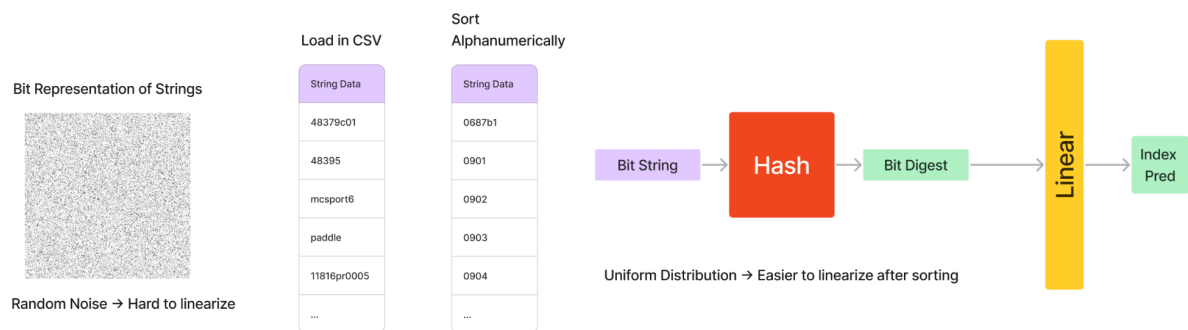 Bit Representation of Strings
Random Noise → Hard to linearize
Load in CSV
String Data
48379c01
48395
mcsport6
paddle
11816pr0005
...
Sort
Alphanumerically
String Data
0687b1
0901
0902
0903
0904
...
Bit String
Hash
Bit Digest
Linear
Index
Pred
Uniform Distribution → Easier to linearize after sorting